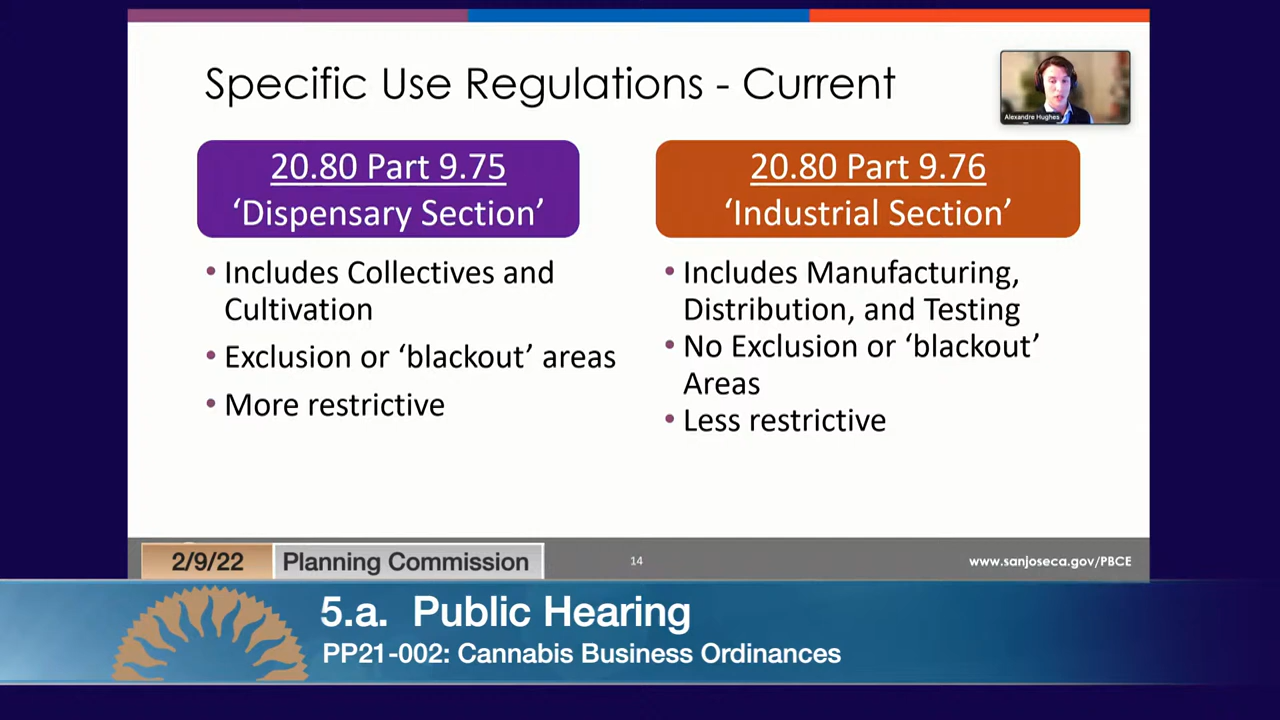 Specific Use Regulations - Current
Alexandre Hughes
20.80 Part 9.75
‘Dispensary Section’
• Includes Collectives and
Cultivation
• Exclusion or ‘blackout’ areas
• More restrictive
20.80 Part 9.76
‘Industrial Section’
• Includes Manufacturing,
Distribution, and Testing
• No Exclusion or ‘blackout’
Areas
• Less restrictive
14
www.sanjoseca.gov/PBCE
2/9/22
Planning Commission
5.a. Public Hearing
PP21-002: Cannabis Business Ordinances